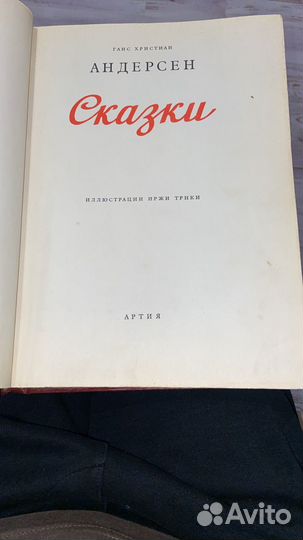 ГАНС ХРИСТИАН
АНДЕРСЕН
Сказки
ИЛЛЮСТРАЦИИ ИРЖИ ТРНКИ
АРТИЯ
Avito